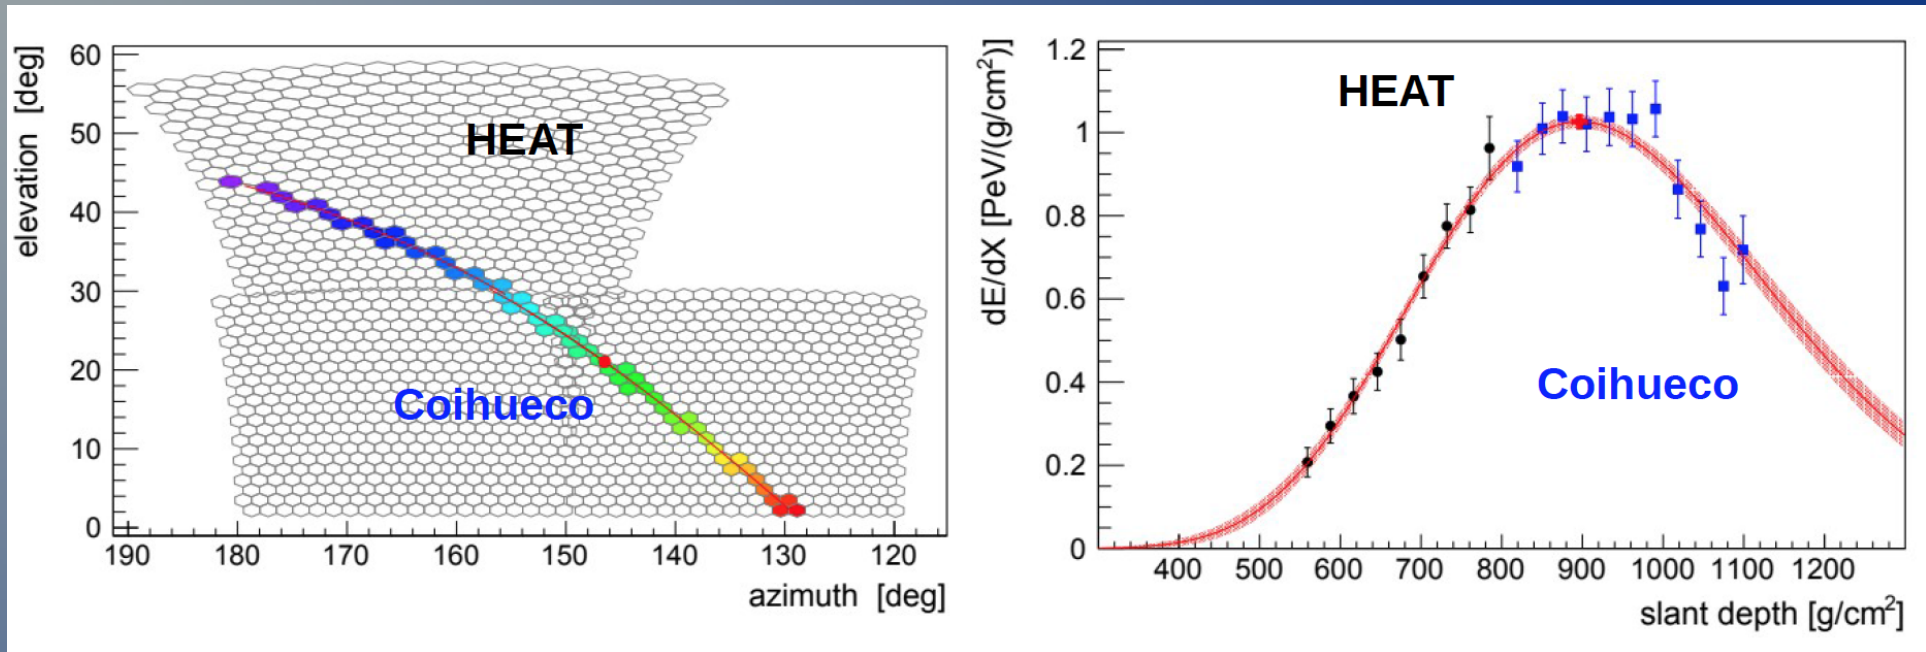 elevation [deg]
60
50
40
30
20
10
0
HEAT
Coihueco
190 180 170 160 150 140 130 120
azimuth [deg]
dE/dX [PeV/(g/cm²)]
1.2
1
0.8
0.6
0.4
0.2
0
HEAT
Coihueco
400 500 600 700 800 900 1000 1100 1200
slant depth [g/cm²]